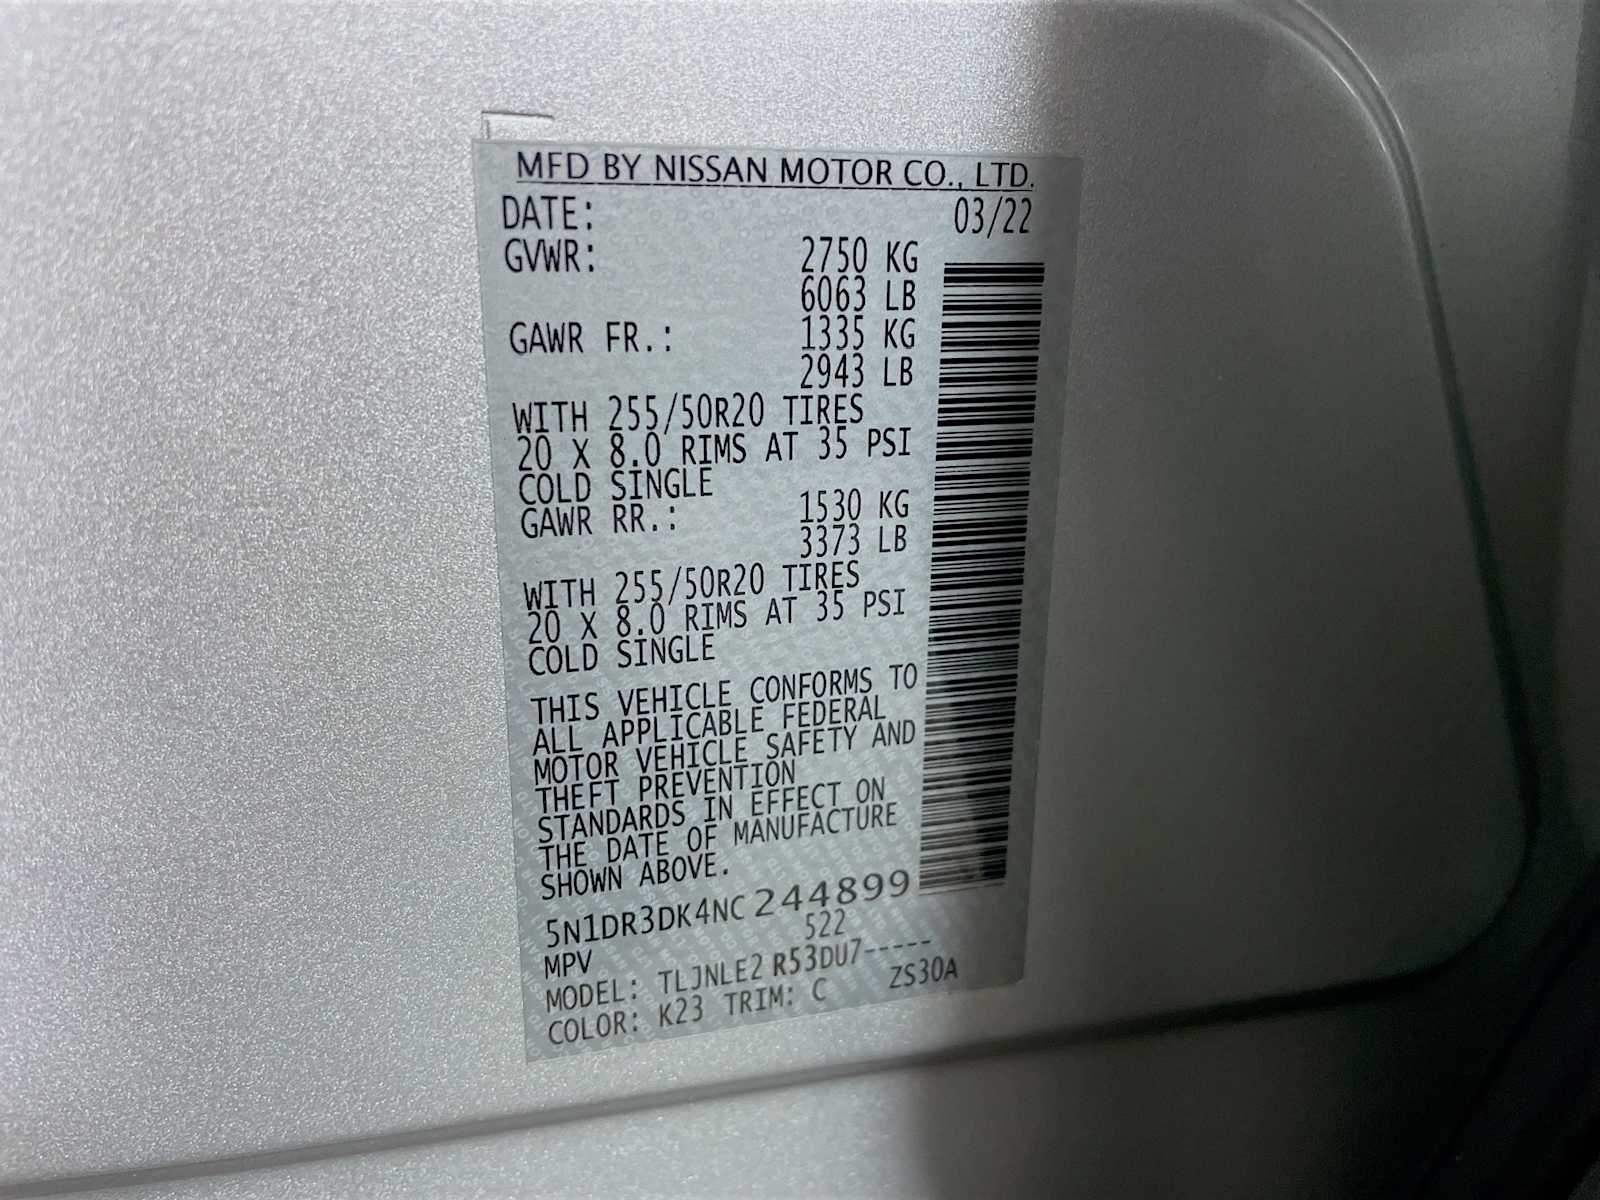 MFD BY NISSAN MOTOR CO., LTD.
DATE: 03/22
GVWR: 2750 KG
6063 LB
GAWR FR.: 1335 KG
2943 LB
WITH 255/50R20 TIRES
20 X 8.0 RIMS AT 35 PSI
COLD SINGLE
GAWR RR.: 1530 KG
3373 LB
WITH 255/50R20 TIRES
20 X 8.0 RIMS AT 35 PSI
COLD SINGLE
THIS VEHICLE CONFORMS TO
ALL APPLICABLE FEDERAL
MOTOR VEHICLE SAFETY AND
THEFT PREVENTION
STANDARDS IN EFFECT ON
THE DATE OF MANUFACTURE
SHOWN ABOVE.
5N1DR3DK4NC244899
MPV 522
MODEL: TLJNLE2 R53DU7-----
COLOR: K23 TRIM: C ZS30A